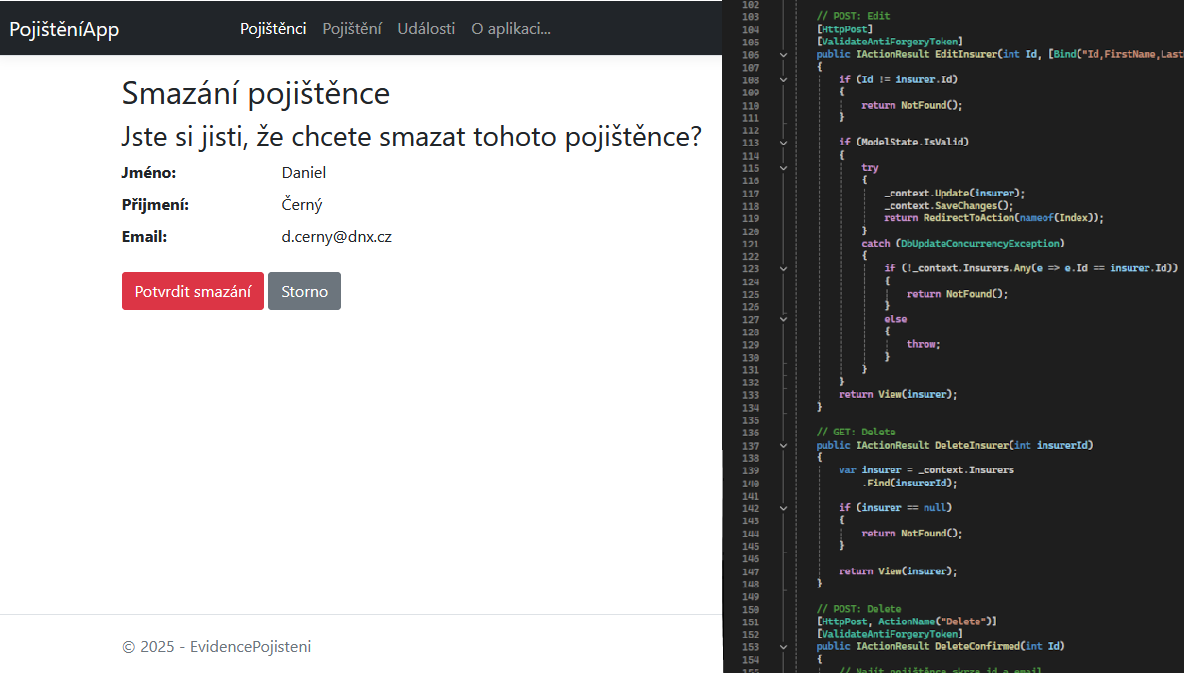 PojištěníApp
Pojištěnci Pojištění Události O aplikaci...
Smazání pojištěnce
Jste si jisti, že chcete smazat tohoto pojištěnce?
Jméno: Daniel
Přijmení: Černý
Email: d.cerny@dnx.cz
Potvrdit smazání Storno
© 2025 - EvidencePojisteni
102
103 // POST: Edit
104 [HttpPost]
105 [ValidateAntiForgeryToken]
106 public IActionResult EditInsurer(int Id, [Bind("Id,FirstName,Last
107 {
108 if (Id != insurer.Id)
109 {
110 return NotFound();
111 }
112
113 if (ModelState.IsValid)
114 {
115 try
116 {
117 _context.Update(insurer);
118 _context.SaveChanges();
119 return RedirectToAction(nameof(Index));
120 }
121 catch (DbUpdateConcurrencyException)
122 {
123 if (!_context.Insurers.Any(e => e.Id == insurer.Id))
124 {
125 return NotFound();
126 }
127 else
128 {
129 throw;
130 }
131 }
132 }
133 return View(insurer);
134 }
135
136 // GET: Delete
137 public IActionResult DeleteInsurer(int insurerId)
138 {
139 var insurer = _context.Insurers
140 .Find(insurerId);
141
142 if (insurer == null)
143 {
144 return NotFound();
145 }
146
147 return View(insurer);
148 }
149
150 // POST: Delete
151 [HttpPost, ActionName("Delete")]
152 [ValidateAntiForgeryToken]
153 public IActionResult DeleteConfirmed(int Id)
154 {
155 // Najít pojištěnce skrze id a email